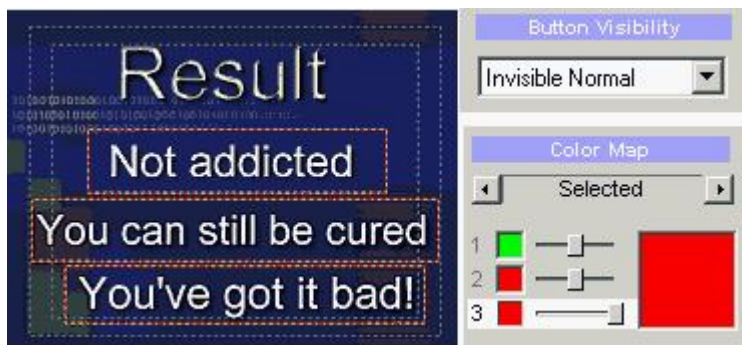 Result
Not addicted
You can still be cured
You've got it bad!
Button Visibility
Invisible Normal
Color Map
Selected
1
2
3